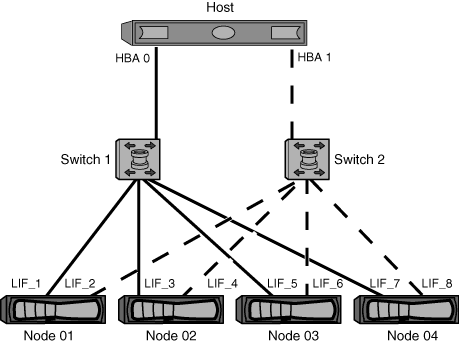 Host
HBA 0
HBA 1
Switch 1
Switch 2
LIF_1 LIF_2 LIF_3 LIF_4 LIF_5 LIF_6 LIF_7 LIF_8
Node 01 Node 02 Node 03 Node 04